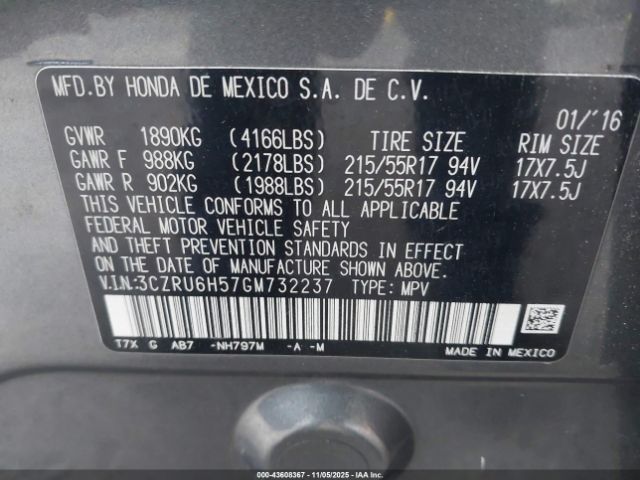 MFD.BY HONDA DE MEXICO S.A. DE C.V.
01/'16
GVWR 1890KG (4166LBS) TIRE SIZE RIM SIZE
GAWR F 988KG (2178LBS) 215/55R17 94V 17X7.5J
GAWR R 902KG (1988LBS) 215/55R17 94V 17X7.5J
THIS VEHICLE CONFORMS TO ALL APPLICABLE
FEDERAL MOTOR VEHICLE SAFETY
AND THEFT PREVENTION STANDARDS IN EFFECT
ON THE DATE OF MANUFACTURE SHOWN ABOVE.
V.I.N:3CZRU6H57GM732237 TYPE: MPV
T7X G AB7 -NH797M -A -M
MADE IN MEXICO
000-43608367 - 11/05/2025 - IAAI.COM